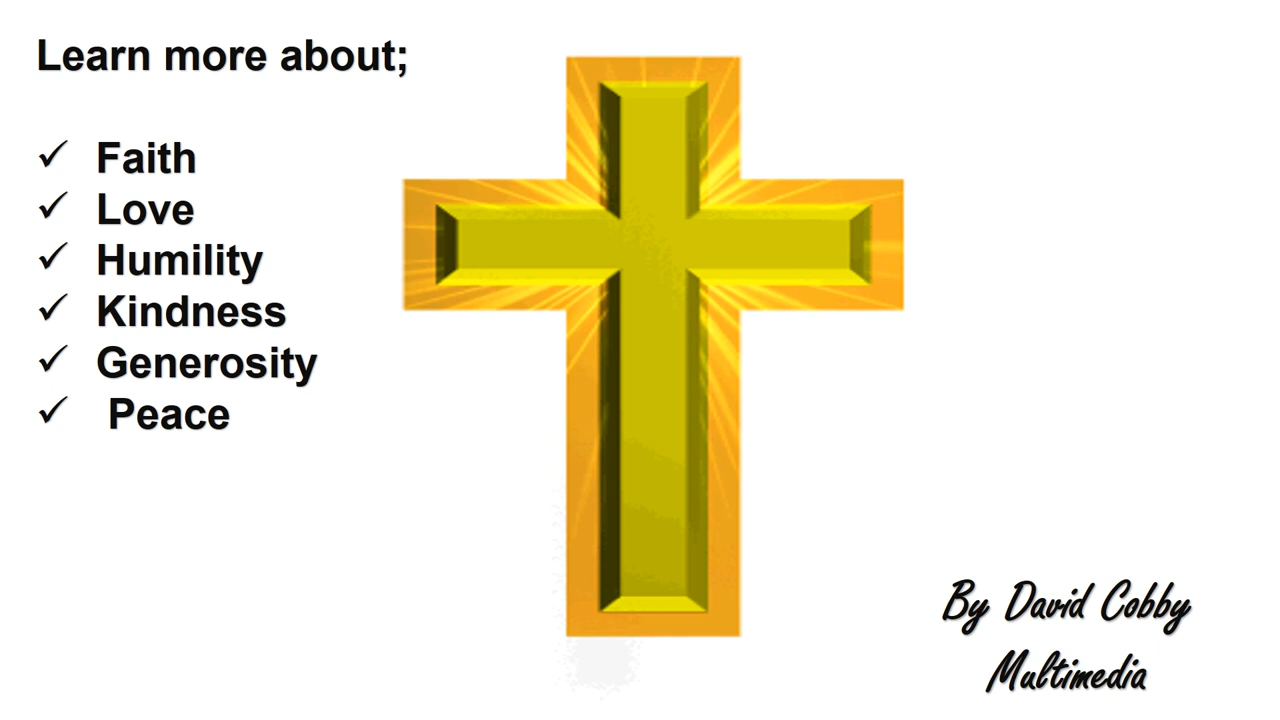 Learn more about;
✓ Faith
✓ Love
✓ Humility
✓ Kindness
✓ Generosity
✓ Peace
By David Cobby
Multimedia